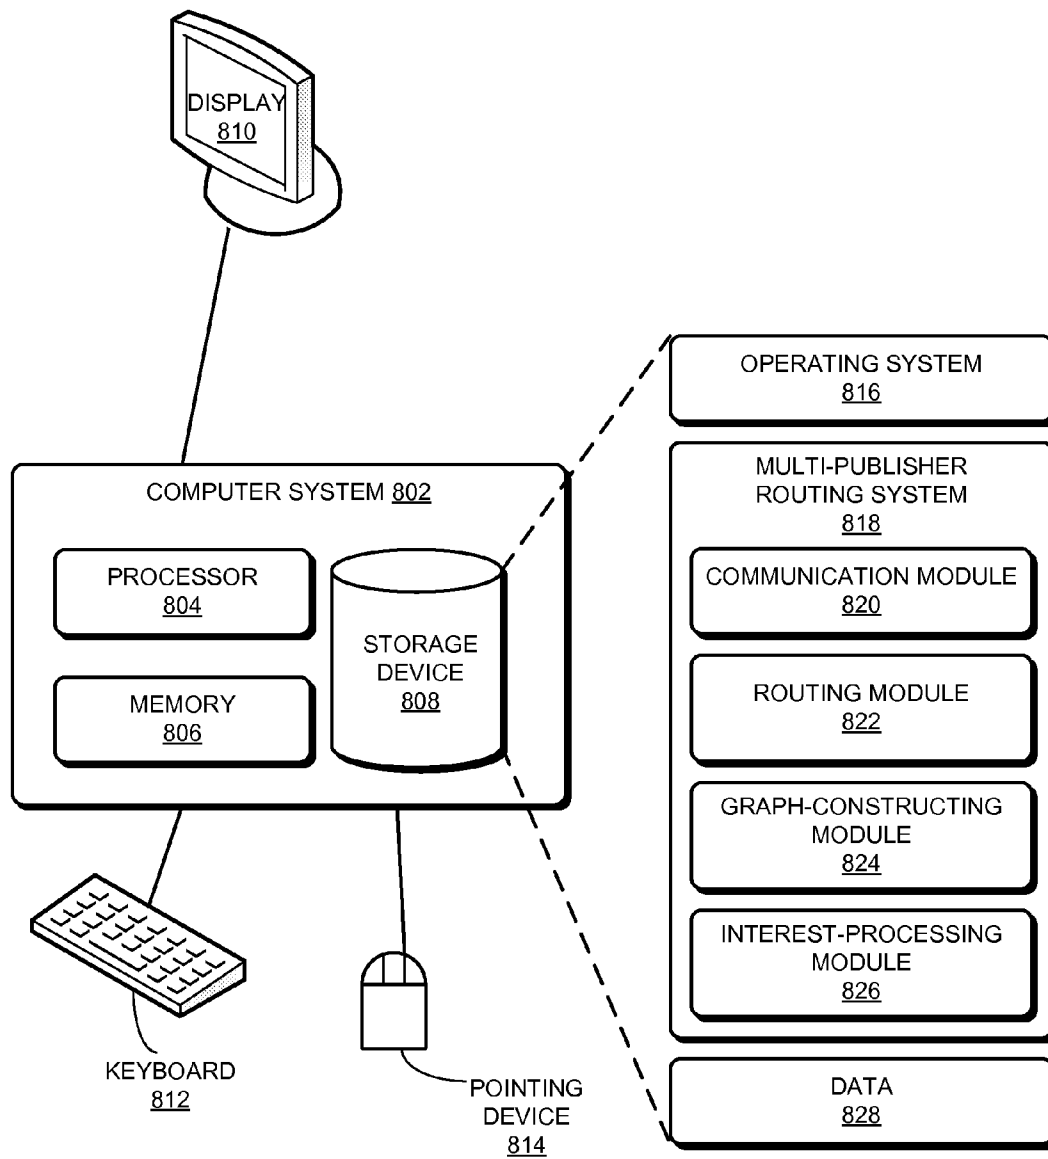 DISPLAY
810
COMPUTER SYSTEM 802
PROCESSOR
804
MEMORY
806
STORAGE
DEVICE
808
KEYBOARD
812
POINTING
DEVICE
814
OPERATING SYSTEM
816
MULTI-PUBLISHER
ROUTING SYSTEM
818
COMMUNICATION MODULE
820
ROUTING MODULE
822
GRAPH-CONSTRUCTING
MODULE
824
INTEREST-PROCESSING
MODULE
826
DATA
828